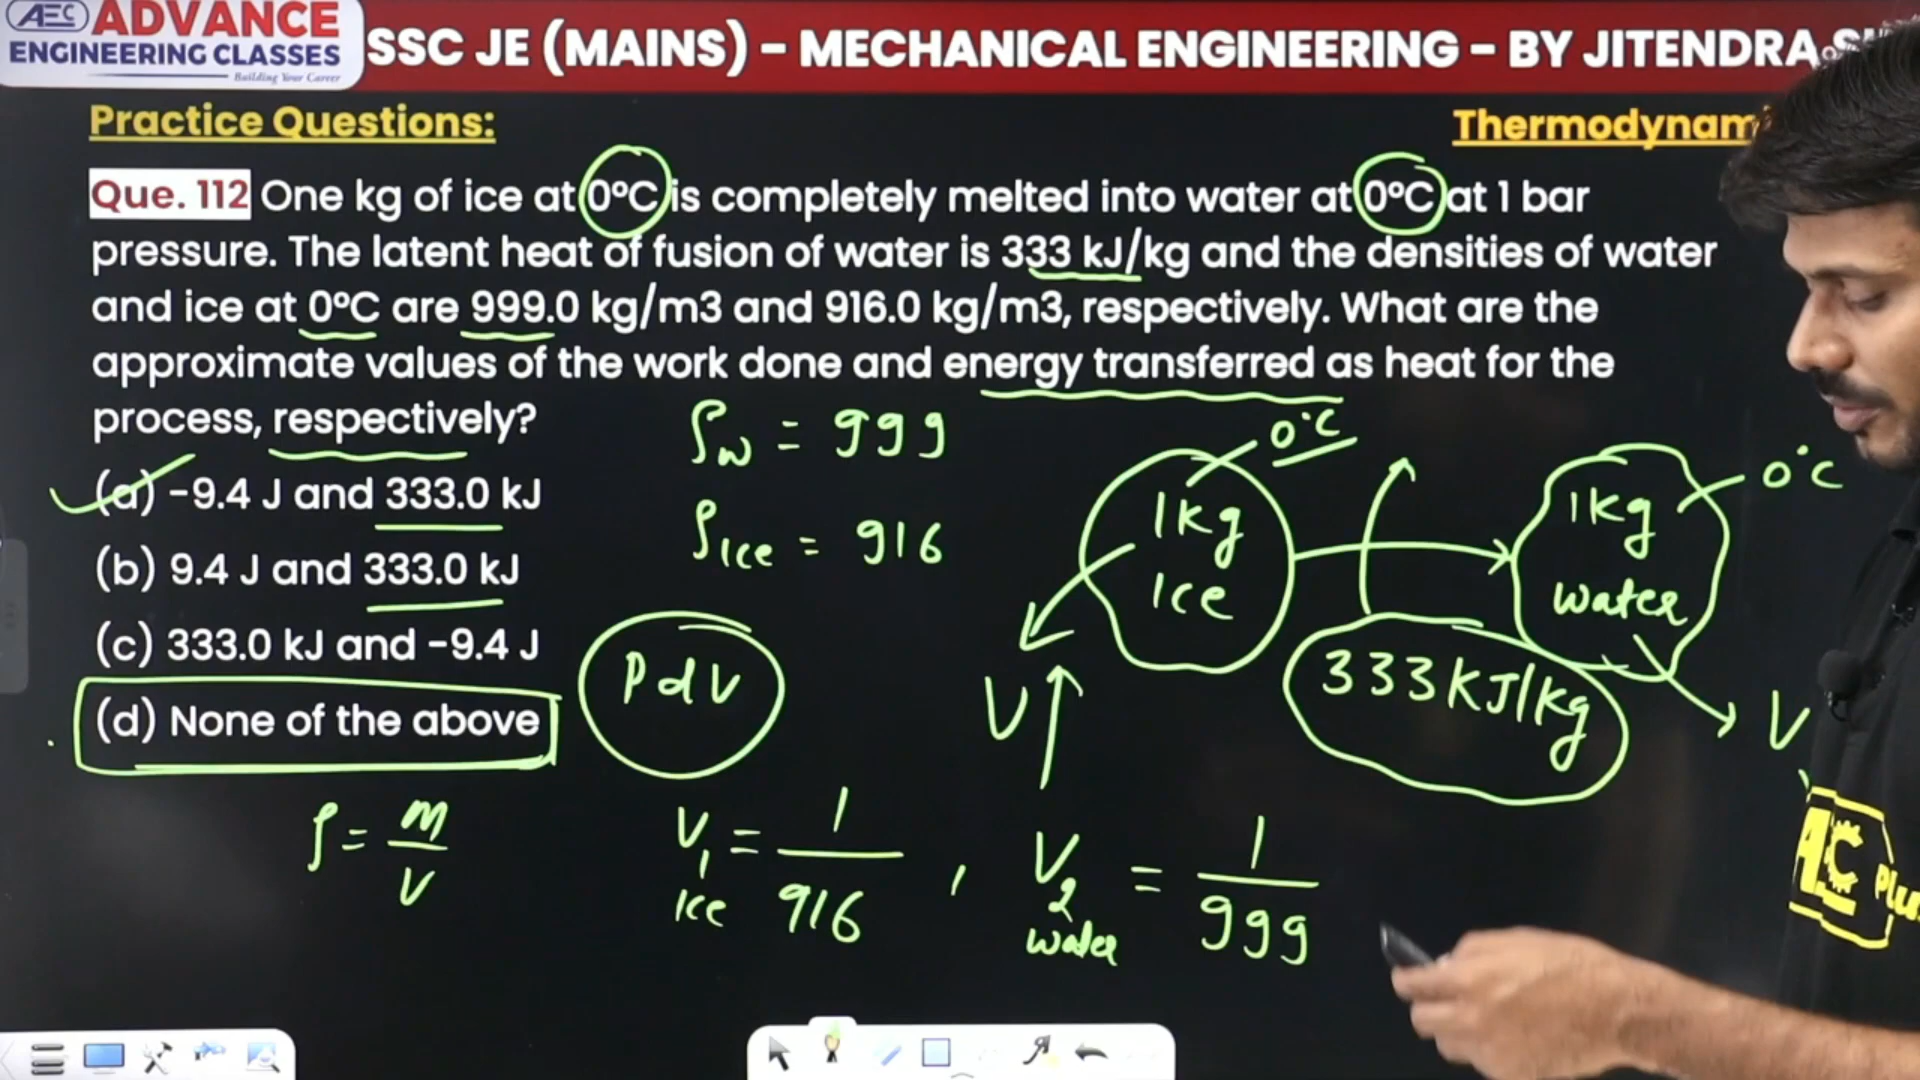 AEC ADVANCE
ENGINEERING CLASSES
Building Your Career
SSC JE (MAINS) - MECHANICAL ENGINEERING - BY JITENDRA
Practice Questions:
Que. 112 One kg of ice at 0°C is completely melted into water at 0°C at 1 bar
pressure. The latent heat of fusion of water is 333 kJ/kg and the densities of water
and ice at 0°C are 999.0 kg/m3 and 916.0 kg/m3, respectively. What are the
approximate values of the work done and energy transferred as heat for the
process, respectively?
(a) -9.4 J and 333.0 kJ
(b) 9.4 J and 333.0 kJ
(c) 333.0 kJ and -9.4 J
(d) None of the above
ρw = 999
ρIce = 916
PdV
0°C
1kg
Ice
V
333KJ/kg
0°C
1kg
water
V
ρ = m/V
V1 = 1/916
Ice
,
V2 = 1/999
water